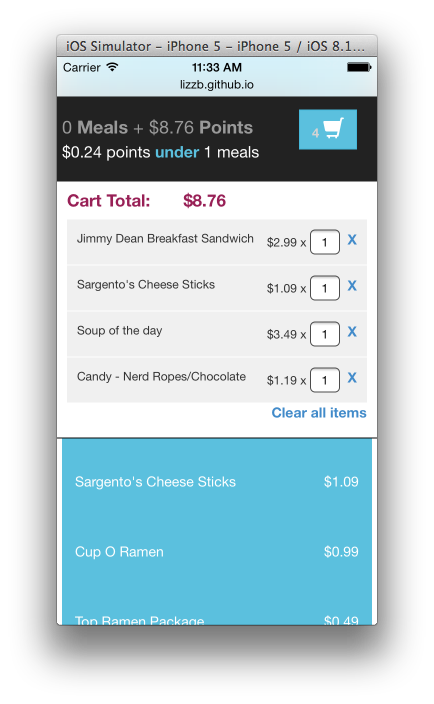 iOS Simulator – iPhone 5 – iPhone 5 / iOS 8.1...
Carrier 11:33 AM
lizzb.github.io
0 Meals + $8.76 Points
4
$0.24 points under 1 meals
Cart Total: $8.76
Jimmy Dean Breakfast Sandwich $2.99 x 1 X
Sargento's Cheese Sticks $1.09 x 1 X
Soup of the day $3.49 x 1 X
Candy - Nerd Ropes/Chocolate $1.19 x 1 X
Clear all items
Sargento's Cheese Sticks $1.09
Cup O Ramen $0.99
Top Ramen Package $0.49